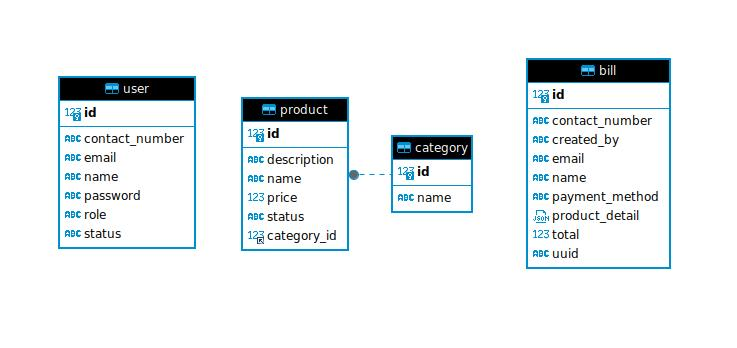 user
123 id
ABC contact_number
ABC email
ABC name
ABC password
ABC role
ABC status
product
123 id
ABC description
ABC name
123 price
ABC status
123 category_id
category
123 id
ABC name
bill
123 id
ABC contact_number
ABC created_by
ABC email
ABC name
ABC payment_method
JSON product_detail
123 total
ABC uuid